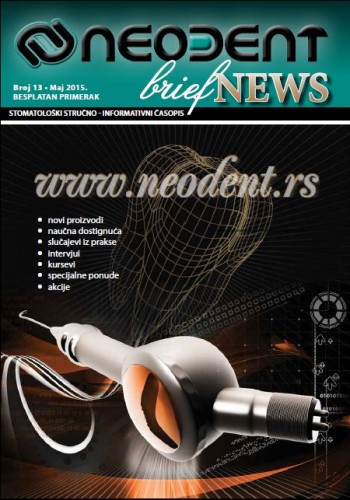 NEODENT
brief NEWS
Broj 13 • Maj 2015.
BESPLATAN PRIMERAK
STOMATOLOŠKI STRUČNO - INFORMATIVNI ČASOPIS
www.neodent.rs
• novi proizvodi
• naučna dostignuća
• slučajevi iz prakse
• intervjui
• kursevi
• specijalne ponude
• akcije